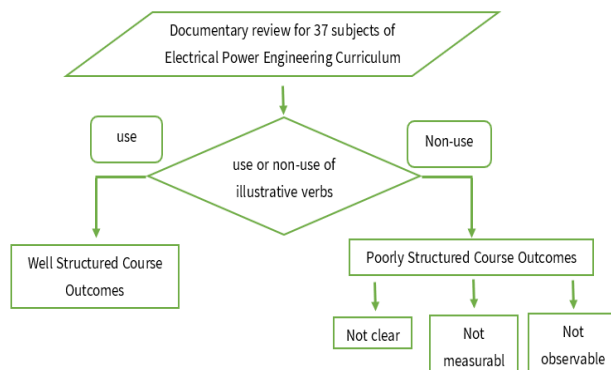 Documentary review for 37 subjects of
Electrical Power Engineering Curriculum
use
Non-use
use or non-use of
illustrative verbs
Well Structured Course
Outcomes
Poorly Structured Course Outcomes
Not clear
Not
measurabl
Not
observable